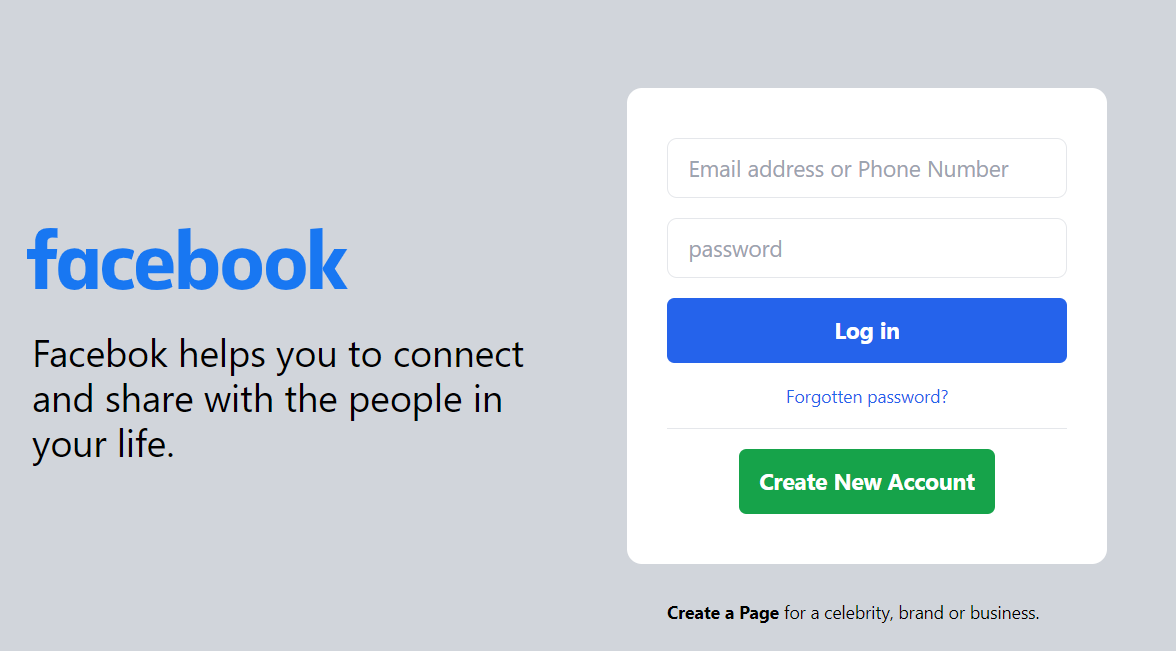 facebook
Facebok helps you to connect
and share with the people in
your life.
Email address or Phone Number
password
Log in
Forgotten password?
Create New Account
Create a Page for a celebrity, brand or business.